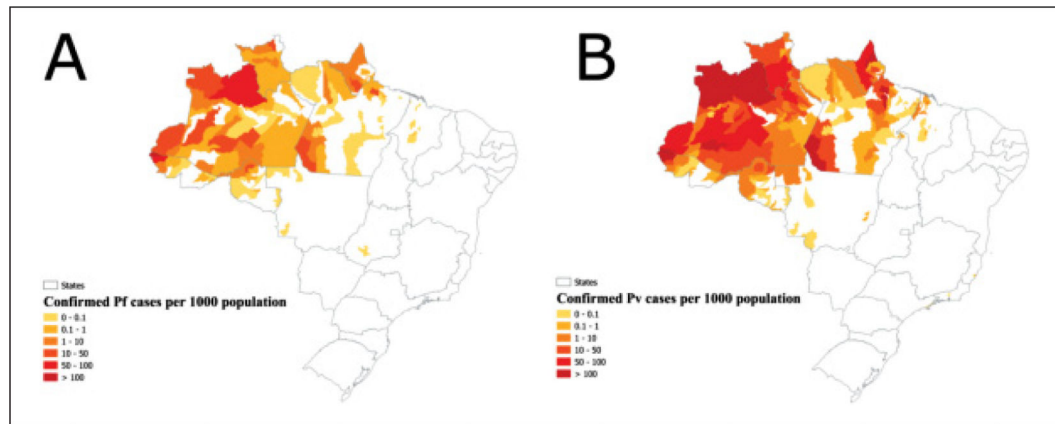 A
States
Confirmed Pf cases per 1000 population
0 - 0.1
0.1 - 1
1 - 10
10 - 50
50 - 100
> 100
B
States
Confirmed Pv cases per 1000 population
0 - 0.1
0.1 - 1
1 - 10
10 - 50
50 - 100
> 100